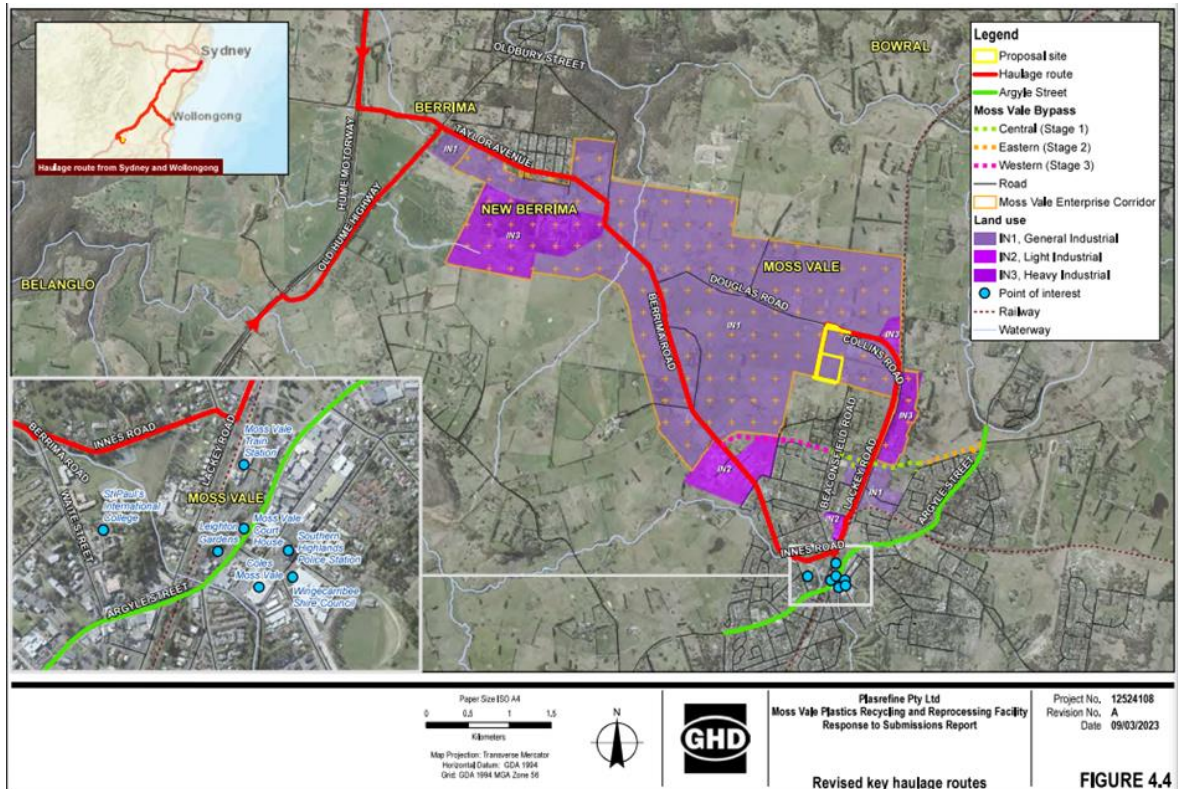 Sydney
Wollongong
Haulage route from Sydney and Wollongong
OLDBURY STREET
BOWRAL
BERRIMA
TAYLOR AVENUE
IN1
HUME MOTORWAY
OLD HUME HIGHWAY
NEW BERRIMA
IN3
BELANGLO
MOSS VALE
DOUGLAS ROAD
BERRIMA ROAD
IN1
IN3
COLLINS ROAD
IN3
BEACONSFIELD ROAD
LACKEY ROAD
IN2
IN1
ARGYLE STREET
IN2
INNES ROAD
Legend
Proposal site
Haulage route
Argyle Street
Moss Vale Bypass
Central (Stage 1)
Eastern (Stage 2)
Western (Stage 3)
Road
Moss Vale Enterprise Corridor
Land use
IN1, General Industrial
IN2, Light Industrial
IN3, Heavy Industrial
Point of interest
Railway
Waterway
INNES ROAD
BERRIMA ROAD
LACKEY ROAD
WAITE STREET
Moss Vale
Train
Station
MOSS VALE
St Paul's
International
College
Leighton
Gardens
Moss Vale
Court
House
Southern
Highlands
Police Station
Coles
Moss Vale
Wingecarribee
Shire Council
ARGYLE STREET
Paper Size ISO A4
0 0.5 1 1.5
Kilometers
Map Projection: Transverse Mercator
Horizontal Datum: GDA 1994
Grid: GDA 1994 MGA Zone 56
N
GHD
Plasrefine Pty Ltd
Moss Vale Plastics Recycling and Reprocessing Facility
Response to Submissions Report
Revised key haulage routes
Project No. 12524108
Revision No. A
Date 09/03/2023
FIGURE 4.4